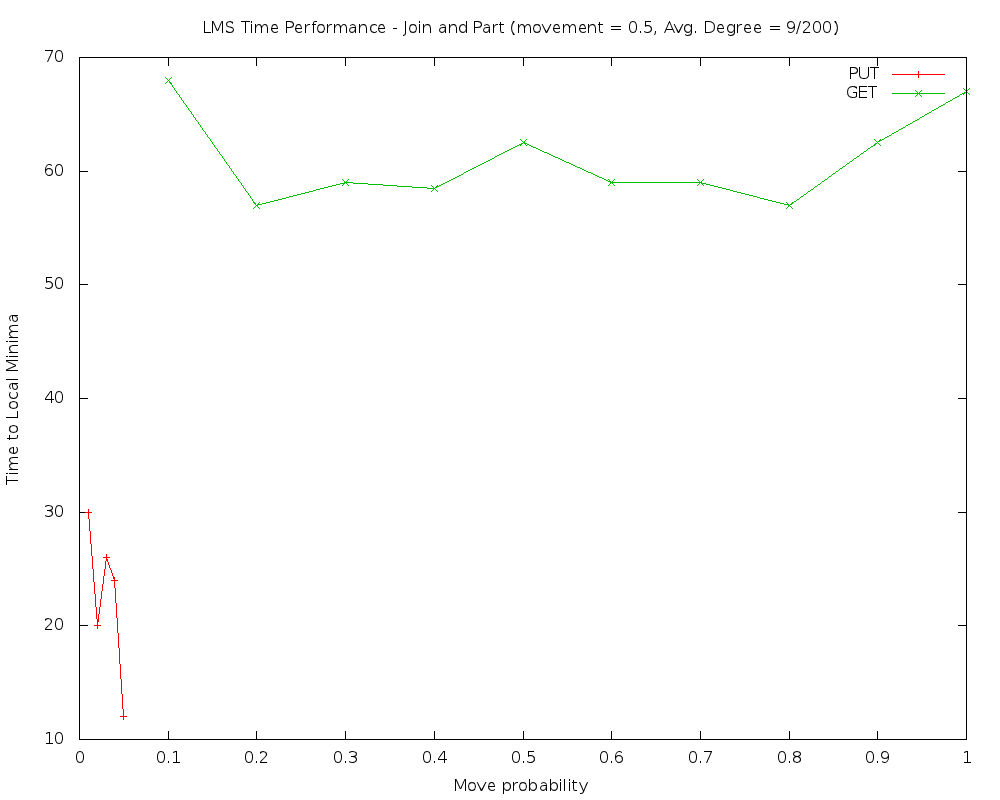 LMS Time Performance - Join and Part (movement = 0.5, Avg. Degree = 9/200)
PUT
GET
70
60
50
40
30
20
10
Time to Local Minima
0 0.1 0.2 0.3 0.4 0.5 0.6 0.7 0.8 0.9 1
Move probability